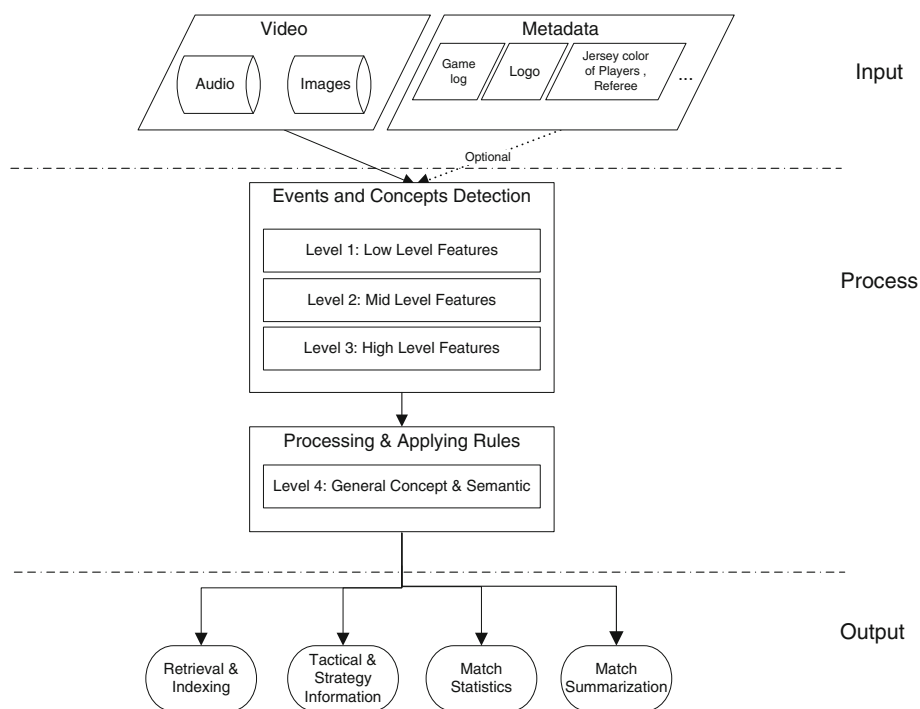 Video
Metadata
Audio
Images
Game
log
Logo
Jersey color
of Players ,
Referee
...
Input
Optional
Events and Concepts Detection
Level 1: Low Level Features
Level 2: Mid Level Features
Level 3: High Level Features
Process
Processing & Applying Rules
Level 4: General Concept & Semantic
Output
Retrieval &
Indexing
Tactical &
Strategy
Information
Match
Statistics
Match
Summarization